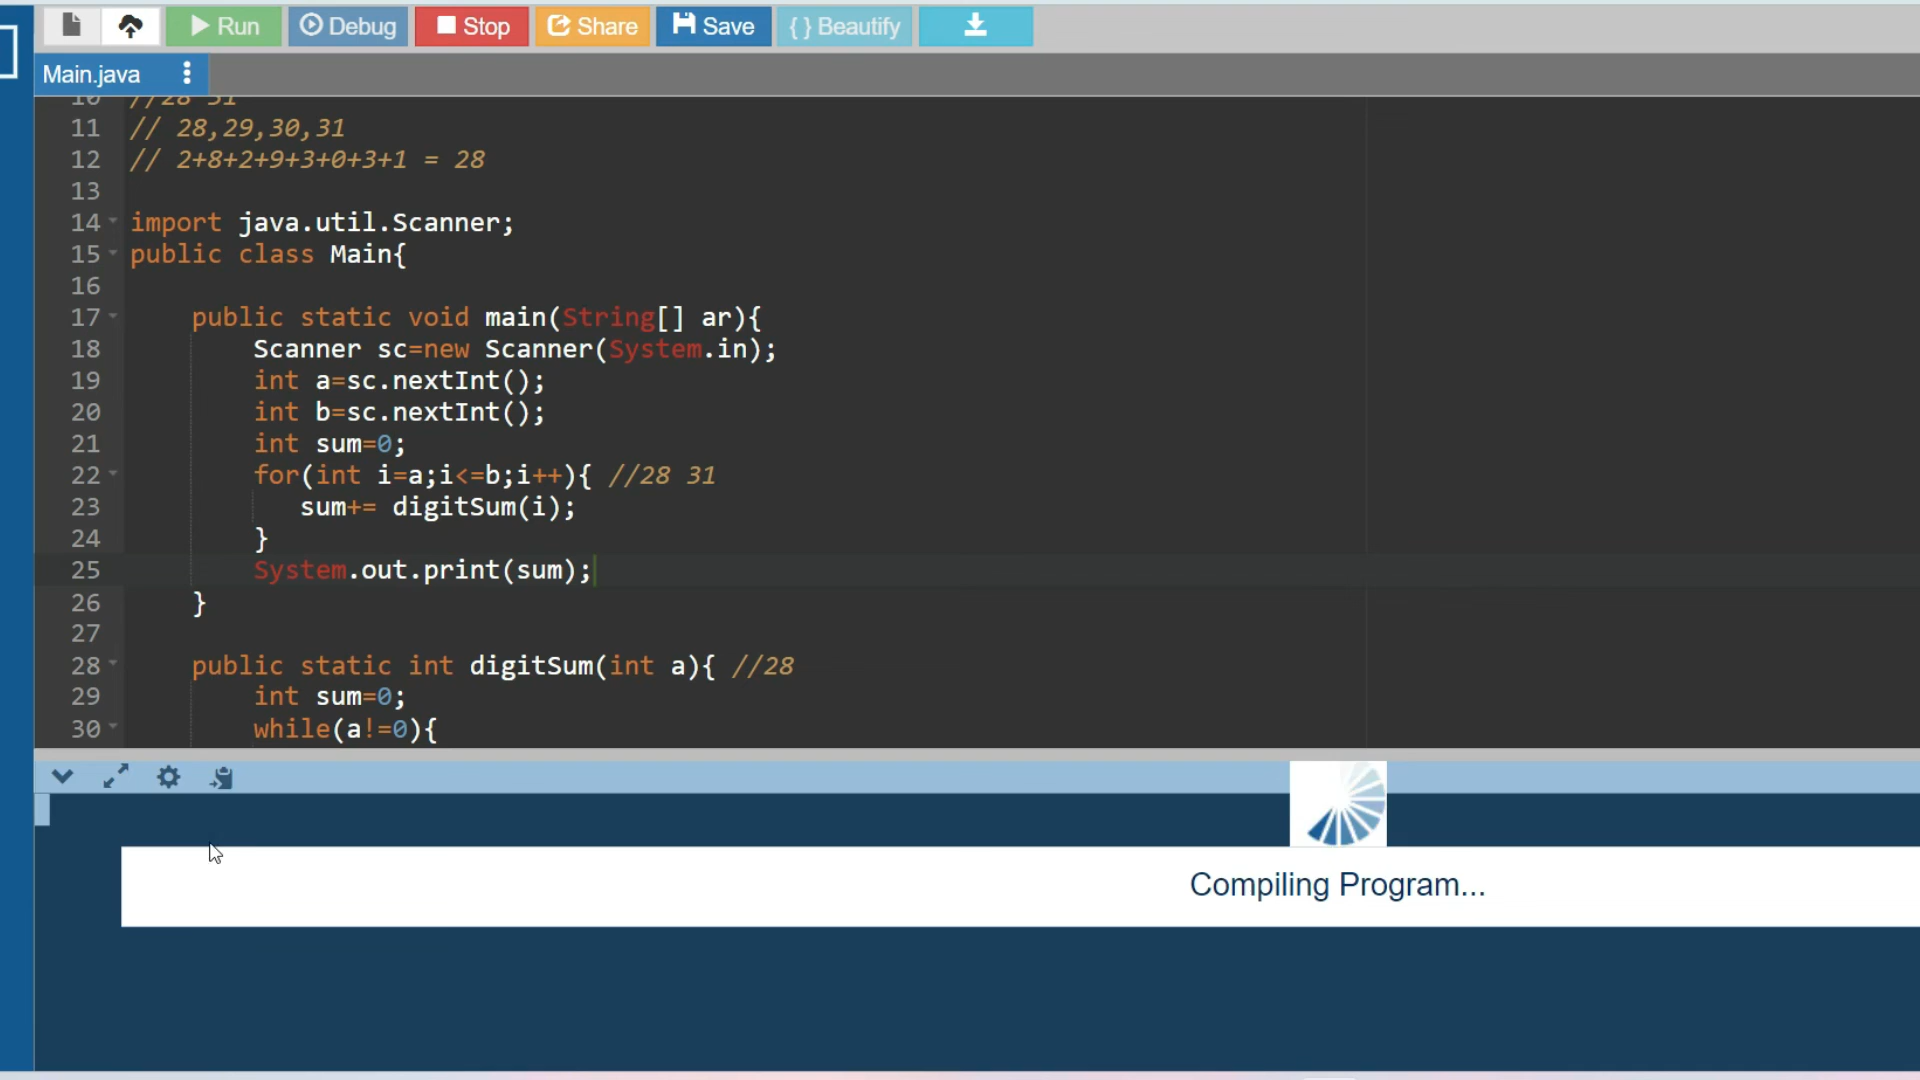 Run Debug Stop Share Save { } Beautify
Main.java
10 //28 31
11 // 28,29,30,31
12 // 2+8+2+9+3+0+3+1 = 28
13
14 import java.util.Scanner;
15 public class Main{
16
17 public static void main(String[] ar){
18 Scanner sc=new Scanner(System.in);
19 int a=sc.nextInt();
20 int b=sc.nextInt();
21 int sum=0;
22 for(int i=a;i<=b;i++){ //28 31
23 sum+= digitSum(i);
24 }
25 System.out.print(sum);
26 }
27
28 public static int digitSum(int a){ //28
29 int sum=0;
30 while(a!=0){
Compiling Program...